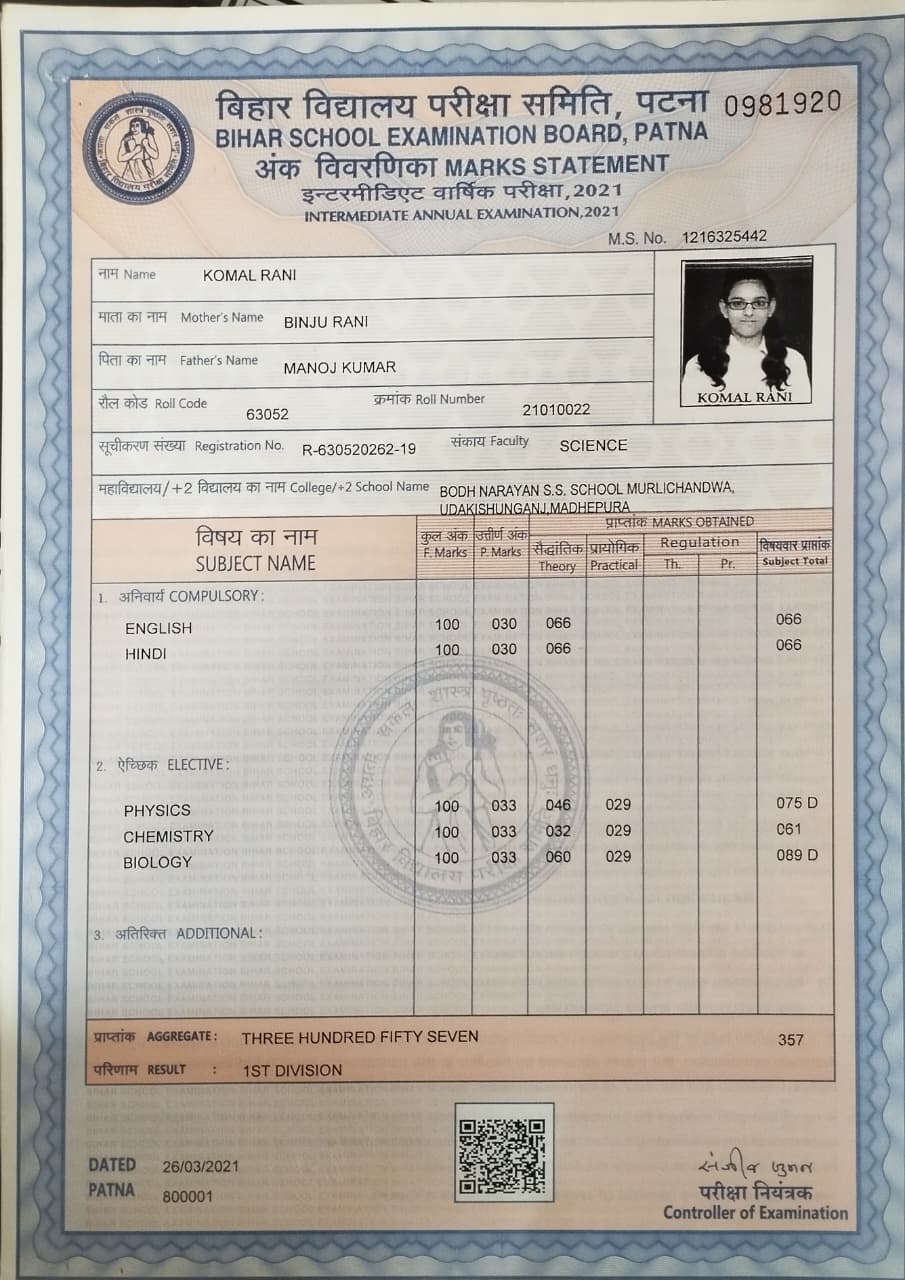 बिहार विद्यालय परीक्षा समिति, पटना 0981920
BIHAR SCHOOL EXAMINATION BOARD, PATNA
अंक विवरणिका MARKS STATEMENT
इन्टरमीडिएट वार्षिक परीक्षा,2021
INTERMEDIATE ANNUAL EXAMINATION,2021
M.S. No. 1216325442
नाम Name KOMAL RANI
माता का नाम Mother's Name BINJU RANI
पिता का नाम Father's Name MANOJ KUMAR
KOMAL RANI
रौल कोड Roll Code 63052 क्रमांक Roll Number 21010022
सूचीकरण संख्या Registration No. R-630520262-19 संकाय Faculty SCIENCE
महाविद्यालय/+2 विद्यालय का नाम College/+2 School Name BODH NARAYAN S.S. SCHOOL MURLICHANDWA,
UDAKISHUNGANJ,MADHEPURA
विषय का नाम कुल अंक उत्तीर्ण अंक प्राप्तांक MARKS OBTAINED
SUBJECT NAME F. Marks P. Marks सैद्धांतिक प्रायोगिक Regulation विषयवार प्राप्तांक
Theory Practical Th. Pr. Subject Total
1. अनिवार्य COMPULSORY:
ENGLISH 100 030 066 066
HINDI 100 030 066 066
2. ऐच्छिक ELECTIVE:
PHYSICS 100 033 046 029 075 D
CHEMISTRY 100 033 032 029 061
BIOLOGY 100 033 060 029 089 D
3. अतिरिक्त ADDITIONAL:
प्राप्तांक AGGREGATE: THREE HUNDRED FIFTY SEVEN 357
परिणाम RESULT : 1ST DIVISION
DATED 26/03/2021
PATNA 800001
परीक्षा नियंत्रक
Controller of Examination